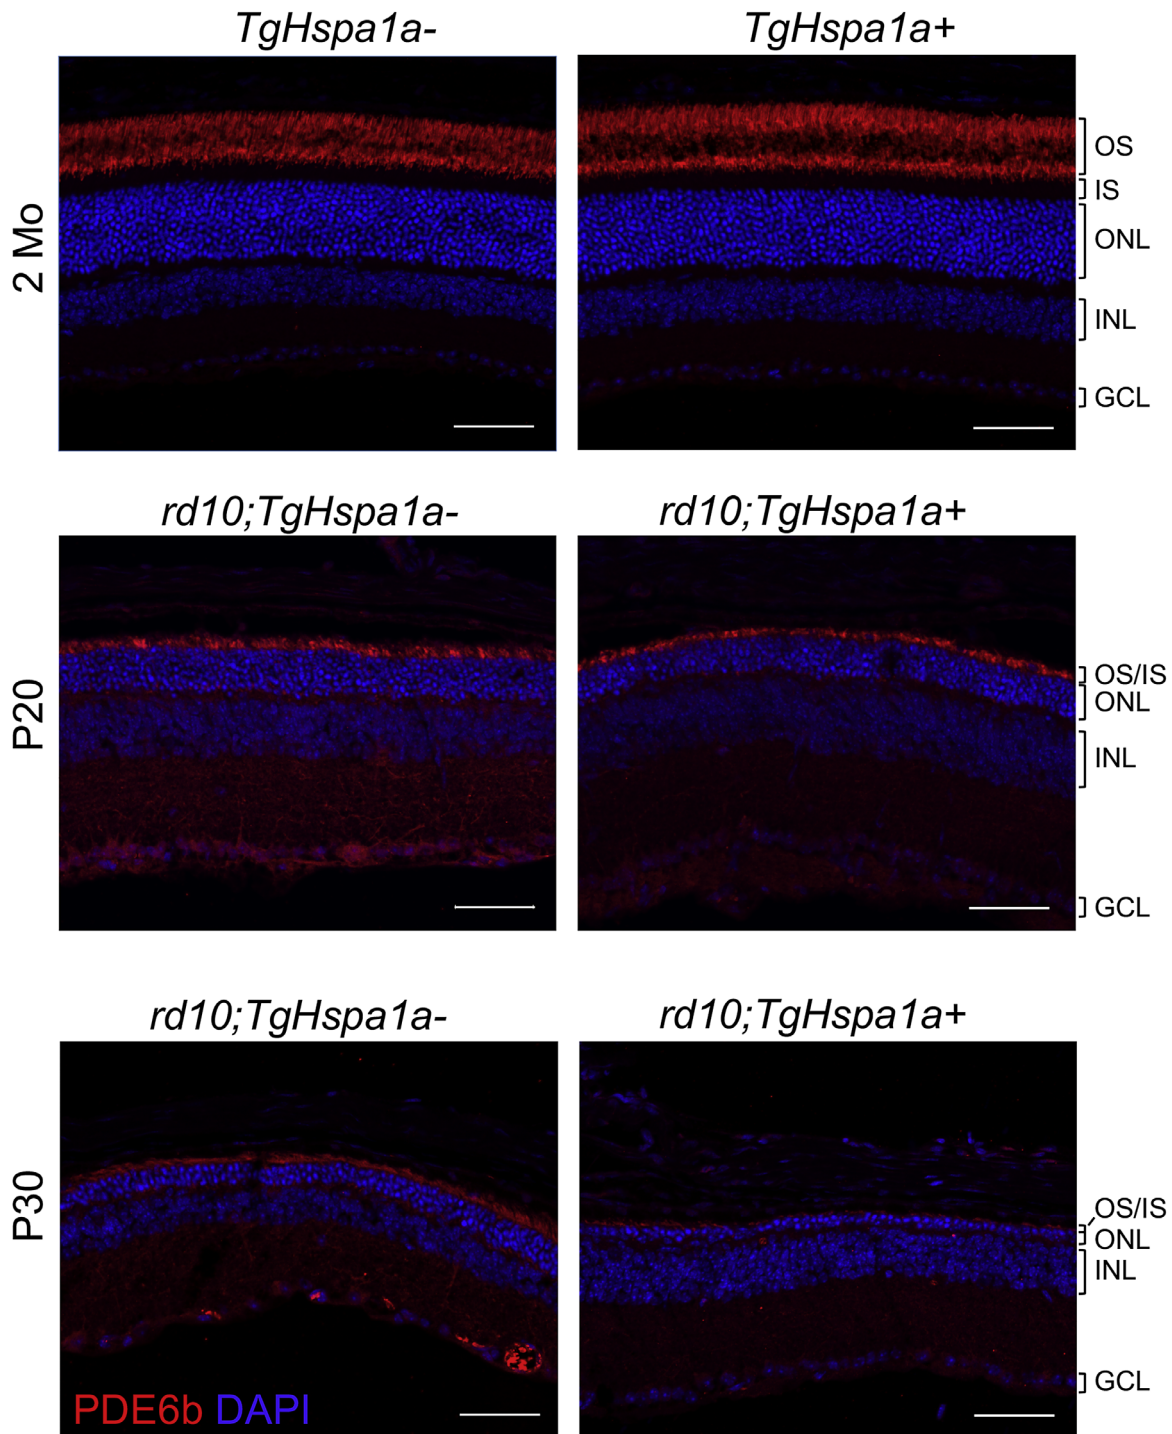 TgHspa1a- TgHspa1a+
2 Mo
OS
IS
ONL
INL
GCL
rd10;TgHspa1a- rd10;TgHspa1a+
P20
OS/IS
ONL
INL
GCL
rd10;TgHspa1a- rd10;TgHspa1a+
P30
OS/IS
ONL
INL
GCL
PDE6b DAPI